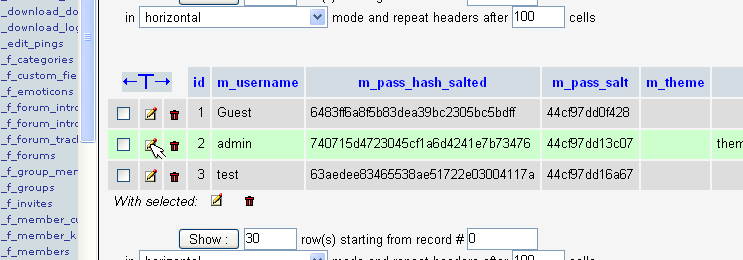 _download_do
_download_log
_edit_pings
_f_categories
_f_custom_fie
_f_emoticons
_f_forum_intro
_f_forum_intro
_f_forum_track
_f_forums
_f_group_mem
_f_groups
_f_invites
_f_member_cu
_f_member_k
_f_members
in horizontal mode and repeat headers after 100 cells
←T→ id m_username m_pass_hash_salted m_pass_salt m_theme
1 Guest 6483ff6a8f5b83dea39bc2305bc5bdff 44cf97dd0f428
2 admin 740715d4723045cf1a6d4241e7b73476 44cf97dd13c07 them
3 test 63aedee83465538ae51722e03004117a 44cf97dd16a67
With selected:
Show : 30 row(s) starting from record # 0
in horizontal mode and repeat headers after 100 cells